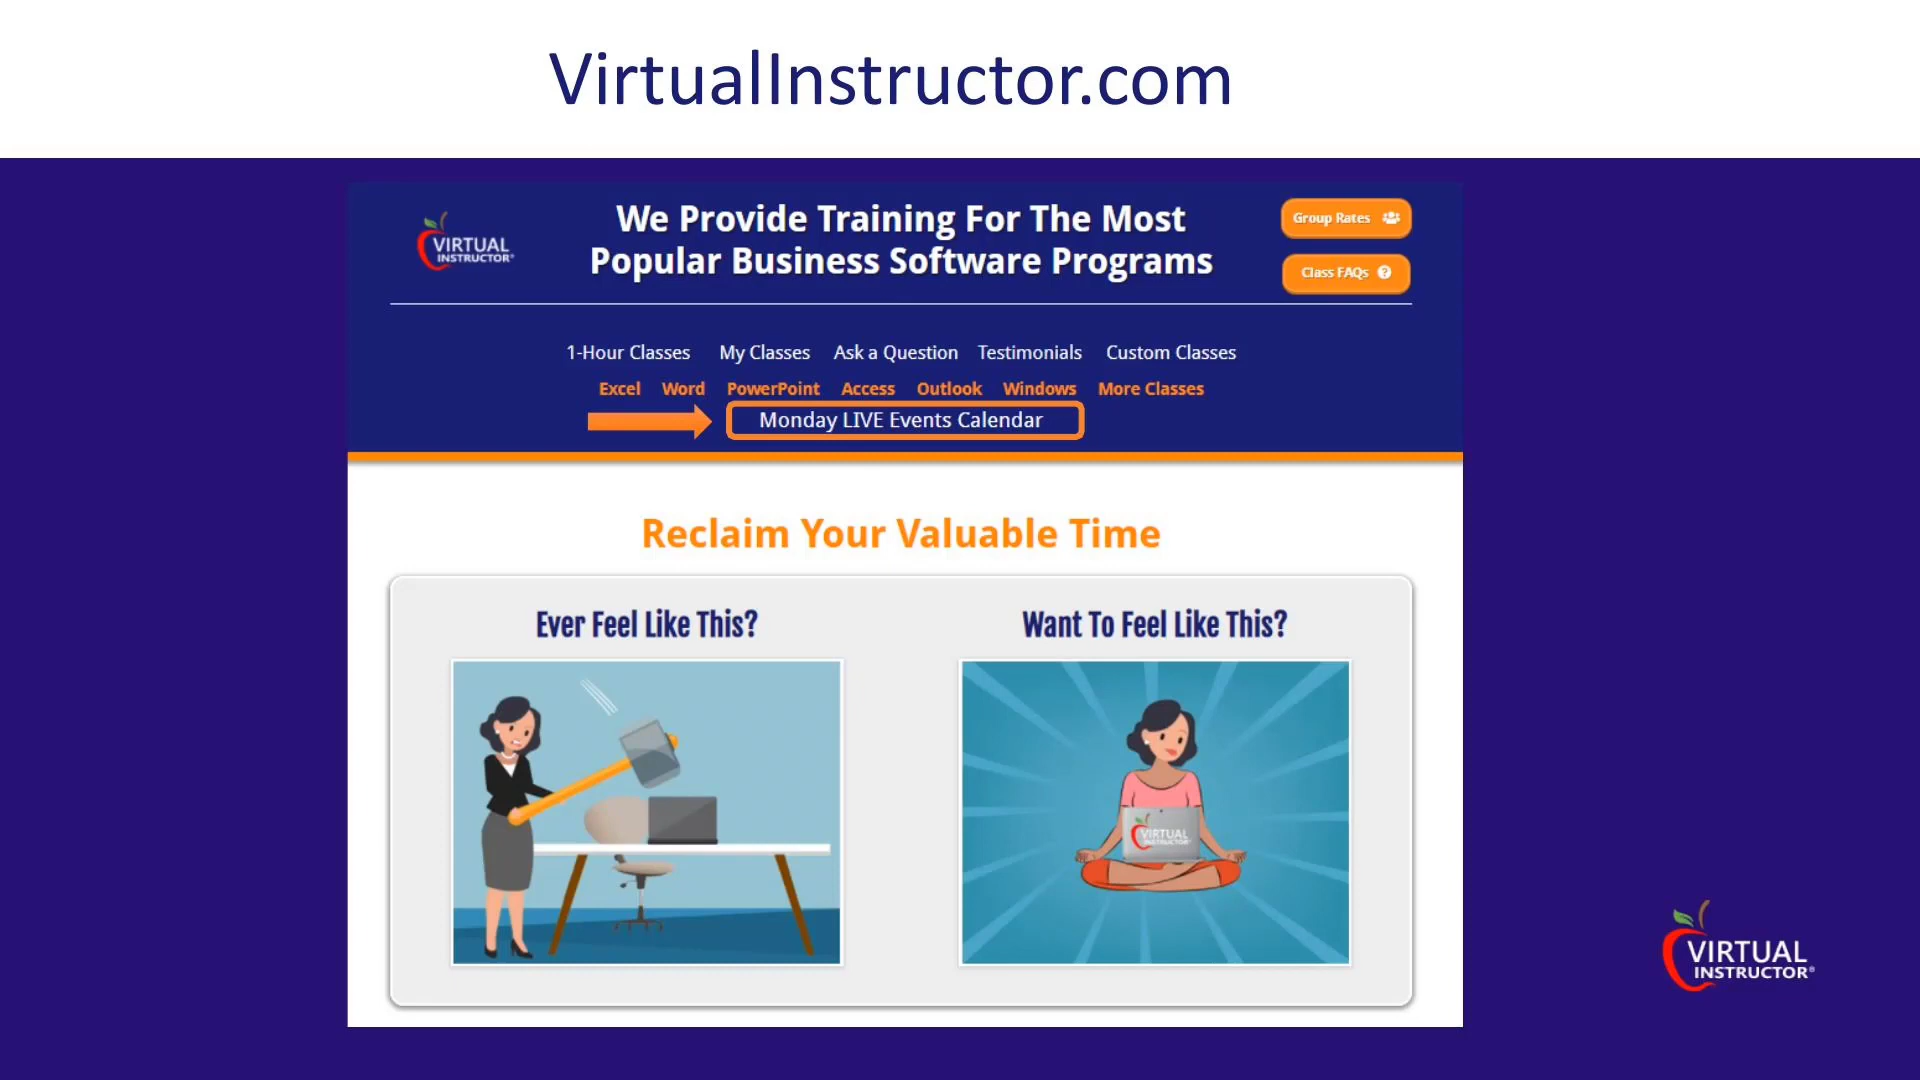 VirtualInstructor.com
VIRTUAL
INSTRUCTOR®
We Provide Training For The Most
Popular Business Software Programs
Group Rates
Class FAQs ?
1-Hour Classes My Classes Ask a Question Testimonials Custom Classes
Excel Word PowerPoint Access Outlook Windows More Classes
Monday LIVE Events Calendar
Reclaim Your Valuable Time
Ever Feel Like This?
Want To Feel Like This?
VIRTUAL
INSTRUCTOR®
VIRTUAL
INSTRUCTOR®